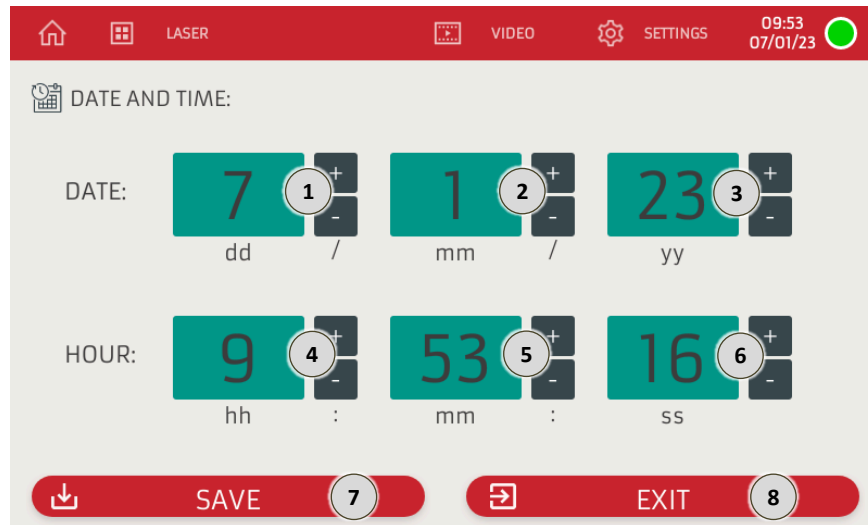 LASER VIDEO SETTINGS 09:53
07/01/23
DATE AND TIME:
DATE: 7 1 + 1 2 + 23 3 +
- - -
dd / mm / yy
HOUR: 9 4 + 53 5 + 16 6 +
- - -
hh : mm : ss
SAVE 7 EXIT 8